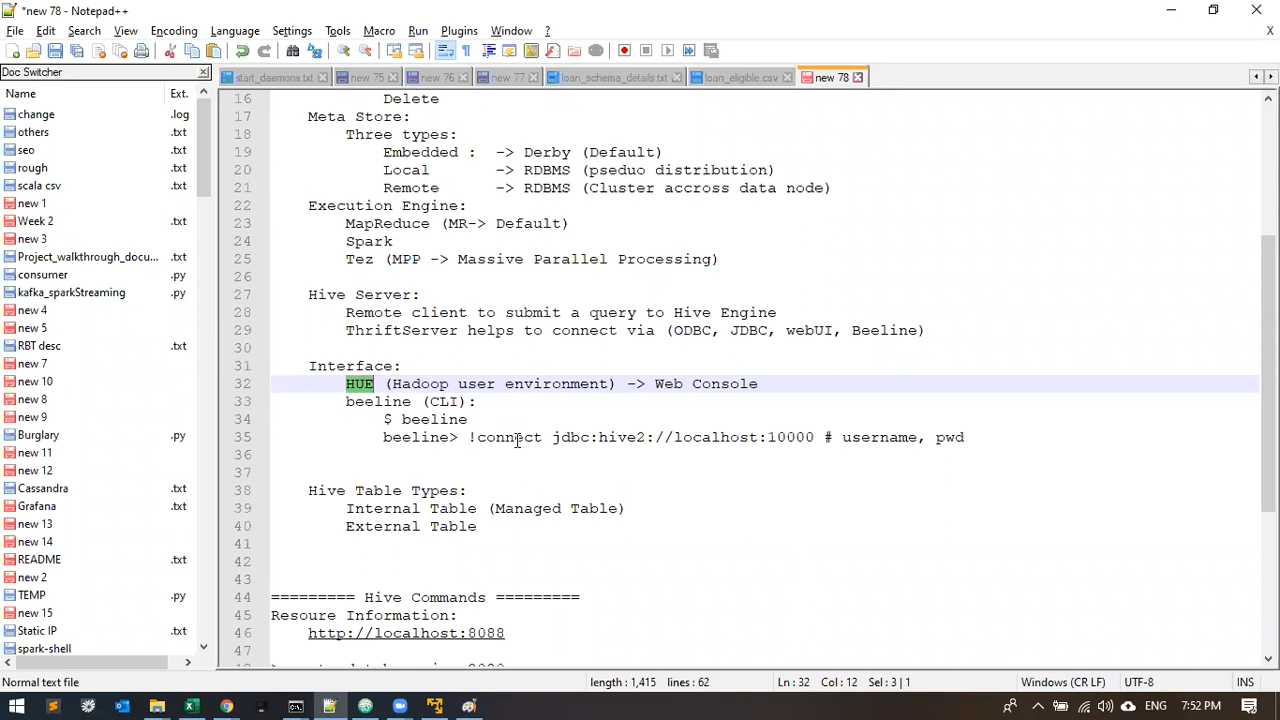 *new 78 - Notepad++
File Edit Search View Encoding Language Settings Tools Macro Run Plugins Window ? X
Doc Switcher
start_daemons.txt new 75 new 76 new 77 loan_schema_details.txt loan_eligible.csv new 78
Name Ext.
change .log
others .txt
seo .txt
rough .txt
scala csv .txt
new 1
Week 2 .txt
new 3
Project_walkthrough_docu... .txt
consumer .py
kafka_sparkStreaming .py
new 4
new 5
RBT desc .txt
new 7
new 10
new 8
new 9
Burglary .txt
new 11
new 12
Cassandra .txt
Grafana .txt
new 13
new 14
README .txt
new 2
TEMP .py
new 15
Static IP .txt
spark-shell .txt
16 Delete
17 Meta Store:
18 Three types:
19 Embedded : -> Derby (Default)
20 Local -> RDBMS (pseduo distribution)
21 Remote -> RDBMS (Cluster accross data node)
22 Execution Engine:
23 MapReduce (MR-> Default)
24 Spark
25 Tez (MPP -> Massive Parallel Processing)
26
27 Hive Server:
28 Remote client to submit a query to Hive Engine
29 ThriftServer helps to connect via (ODBC, JDBC, webUI, Beeline)
30
31 Interface:
32 HUE (Hadoop user environment) -> Web Console
33 beeline (CLI):
34 $ beeline
35 beeline> !connect jdbc:hive2://localhost:10000 # username, pwd
36
37
38 Hive Table Types:
39 Internal Table (Managed Table)
40 External Table
41
42
43
44 ========= Hive Commands =========
45 Resoure Information:
46 http://localhost:8088
47
Normal text file length : 1,415 lines : 62 Ln : 32 Col : 12 Sel : 3 | 1 Windows (CR LF) UTF-8 INS
ENG 7:52 PM